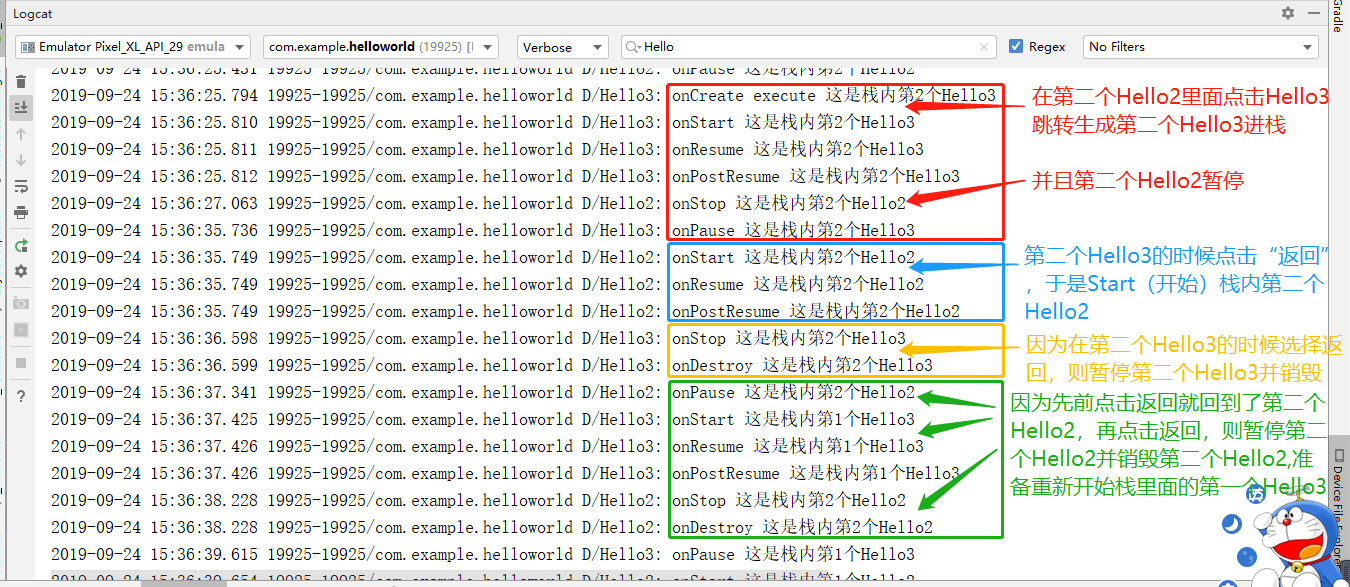 Logcat
Emulator Pixel_XL_API_29 emula
com.example.helloworld (19925) [
Verbose
Hello
Regex
No Filters
Gradle
2019-09-24 15:36:25.431 19925-19925/com.example.helloworld D/Hello2: onPause 这是栈内第2个Hello2
2019-09-24 15:36:25.794 19925-19925/com.example.helloworld D/Hello3: onCreate execute 这是栈内第2个Hello3
2019-09-24 15:36:25.810 19925-19925/com.example.helloworld D/Hello3: onStart 这是栈内第2个Hello3
2019-09-24 15:36:25.811 19925-19925/com.example.helloworld D/Hello3: onResume 这是栈内第2个Hello3
2019-09-24 15:36:25.812 19925-19925/com.example.helloworld D/Hello3: onPostResume 这是栈内第2个Hello3
2019-09-24 15:36:27.063 19925-19925/com.example.helloworld D/Hello2: onStop 这是栈内第2个Hello2
2019-09-24 15:36:35.736 19925-19925/com.example.helloworld D/Hello3: onPause 这是栈内第2个Hello3
2019-09-24 15:36:35.749 19925-19925/com.example.helloworld D/Hello2: onStart 这是栈内第2个Hello2
2019-09-24 15:36:35.749 19925-19925/com.example.helloworld D/Hello2: onResume 这是栈内第2个Hello2
2019-09-24 15:36:35.749 19925-19925/com.example.helloworld D/Hello2: onPostResume 这是栈内第2个Hello2
2019-09-24 15:36:36.598 19925-19925/com.example.helloworld D/Hello3: onStop 这是栈内第2个Hello3
2019-09-24 15:36:36.599 19925-19925/com.example.helloworld D/Hello3: onDestroy 这是栈内第2个Hello3
2019-09-24 15:36:37.341 19925-19925/com.example.helloworld D/Hello2: onPause 这是栈内第2个Hello2
2019-09-24 15:36:37.425 19925-19925/com.example.helloworld D/Hello3: onStart 这是栈内第1个Hello3
2019-09-24 15:36:37.426 19925-19925/com.example.helloworld D/Hello3: onResume 这是栈内第1个Hello3
2019-09-24 15:36:37.426 19925-19925/com.example.helloworld D/Hello3: onPostResume 这是栈内第1个Hello3
2019-09-24 15:36:38.228 19925-19925/com.example.helloworld D/Hello2: onStop 这是栈内第2个Hello2
2019-09-24 15:36:38.228 19925-19925/com.example.helloworld D/Hello2: onDestroy 这是栈内第2个Hello2
2019-09-24 15:36:39.615 19925-19925/com.example.helloworld D/Hello3: onPause 这是栈内第1个Hello3
2019-09-24 15:36:39.654 19925-19925/com.example.helloworld D/Hello2: onStart 这是栈内第1个Hello2
在第二个Hello2里面点击Hello3
跳转生成第二个Hello3进栈
并且第二个Hello2暂停
第二个Hello3的时候点击“返回”
，于是Start（开始）栈内第二个
Hello2
因为在第二个Hello3的时候选择返
回，则暂停第二个Hello3并销毁
因为先前点击返回就回到了第二个
Hello2，再点击返回，则暂停第二
个Hello2并销毁第二个Hello2,准
备重新开始栈里面的第一个Hello3
Device File Explorer